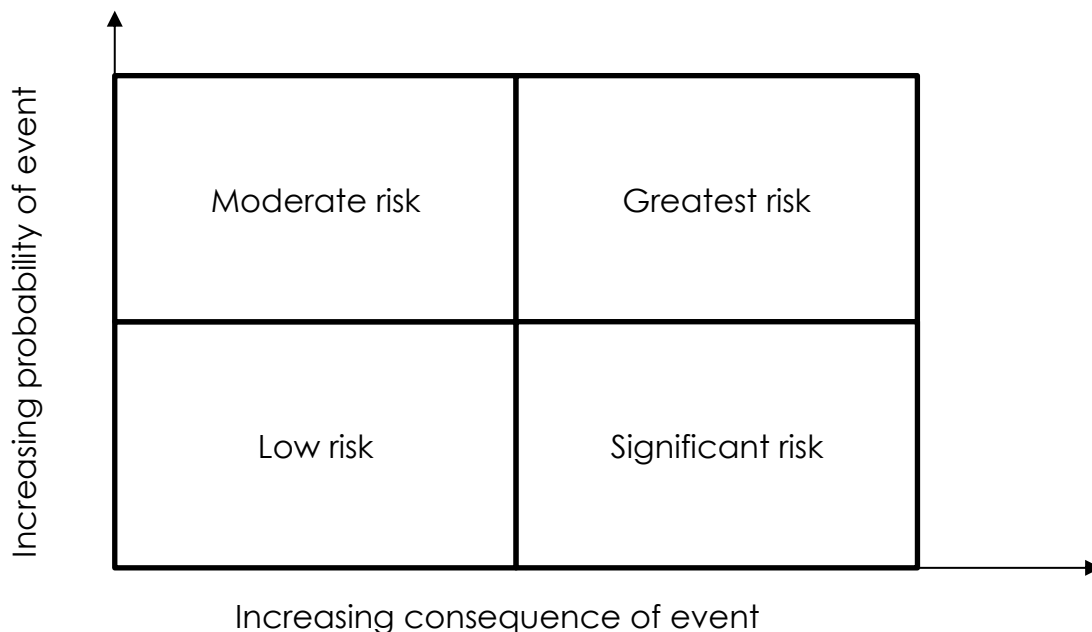 Increasing probability of event
Moderate risk
Greatest risk
Low risk
Significant risk
Increasing consequence of event